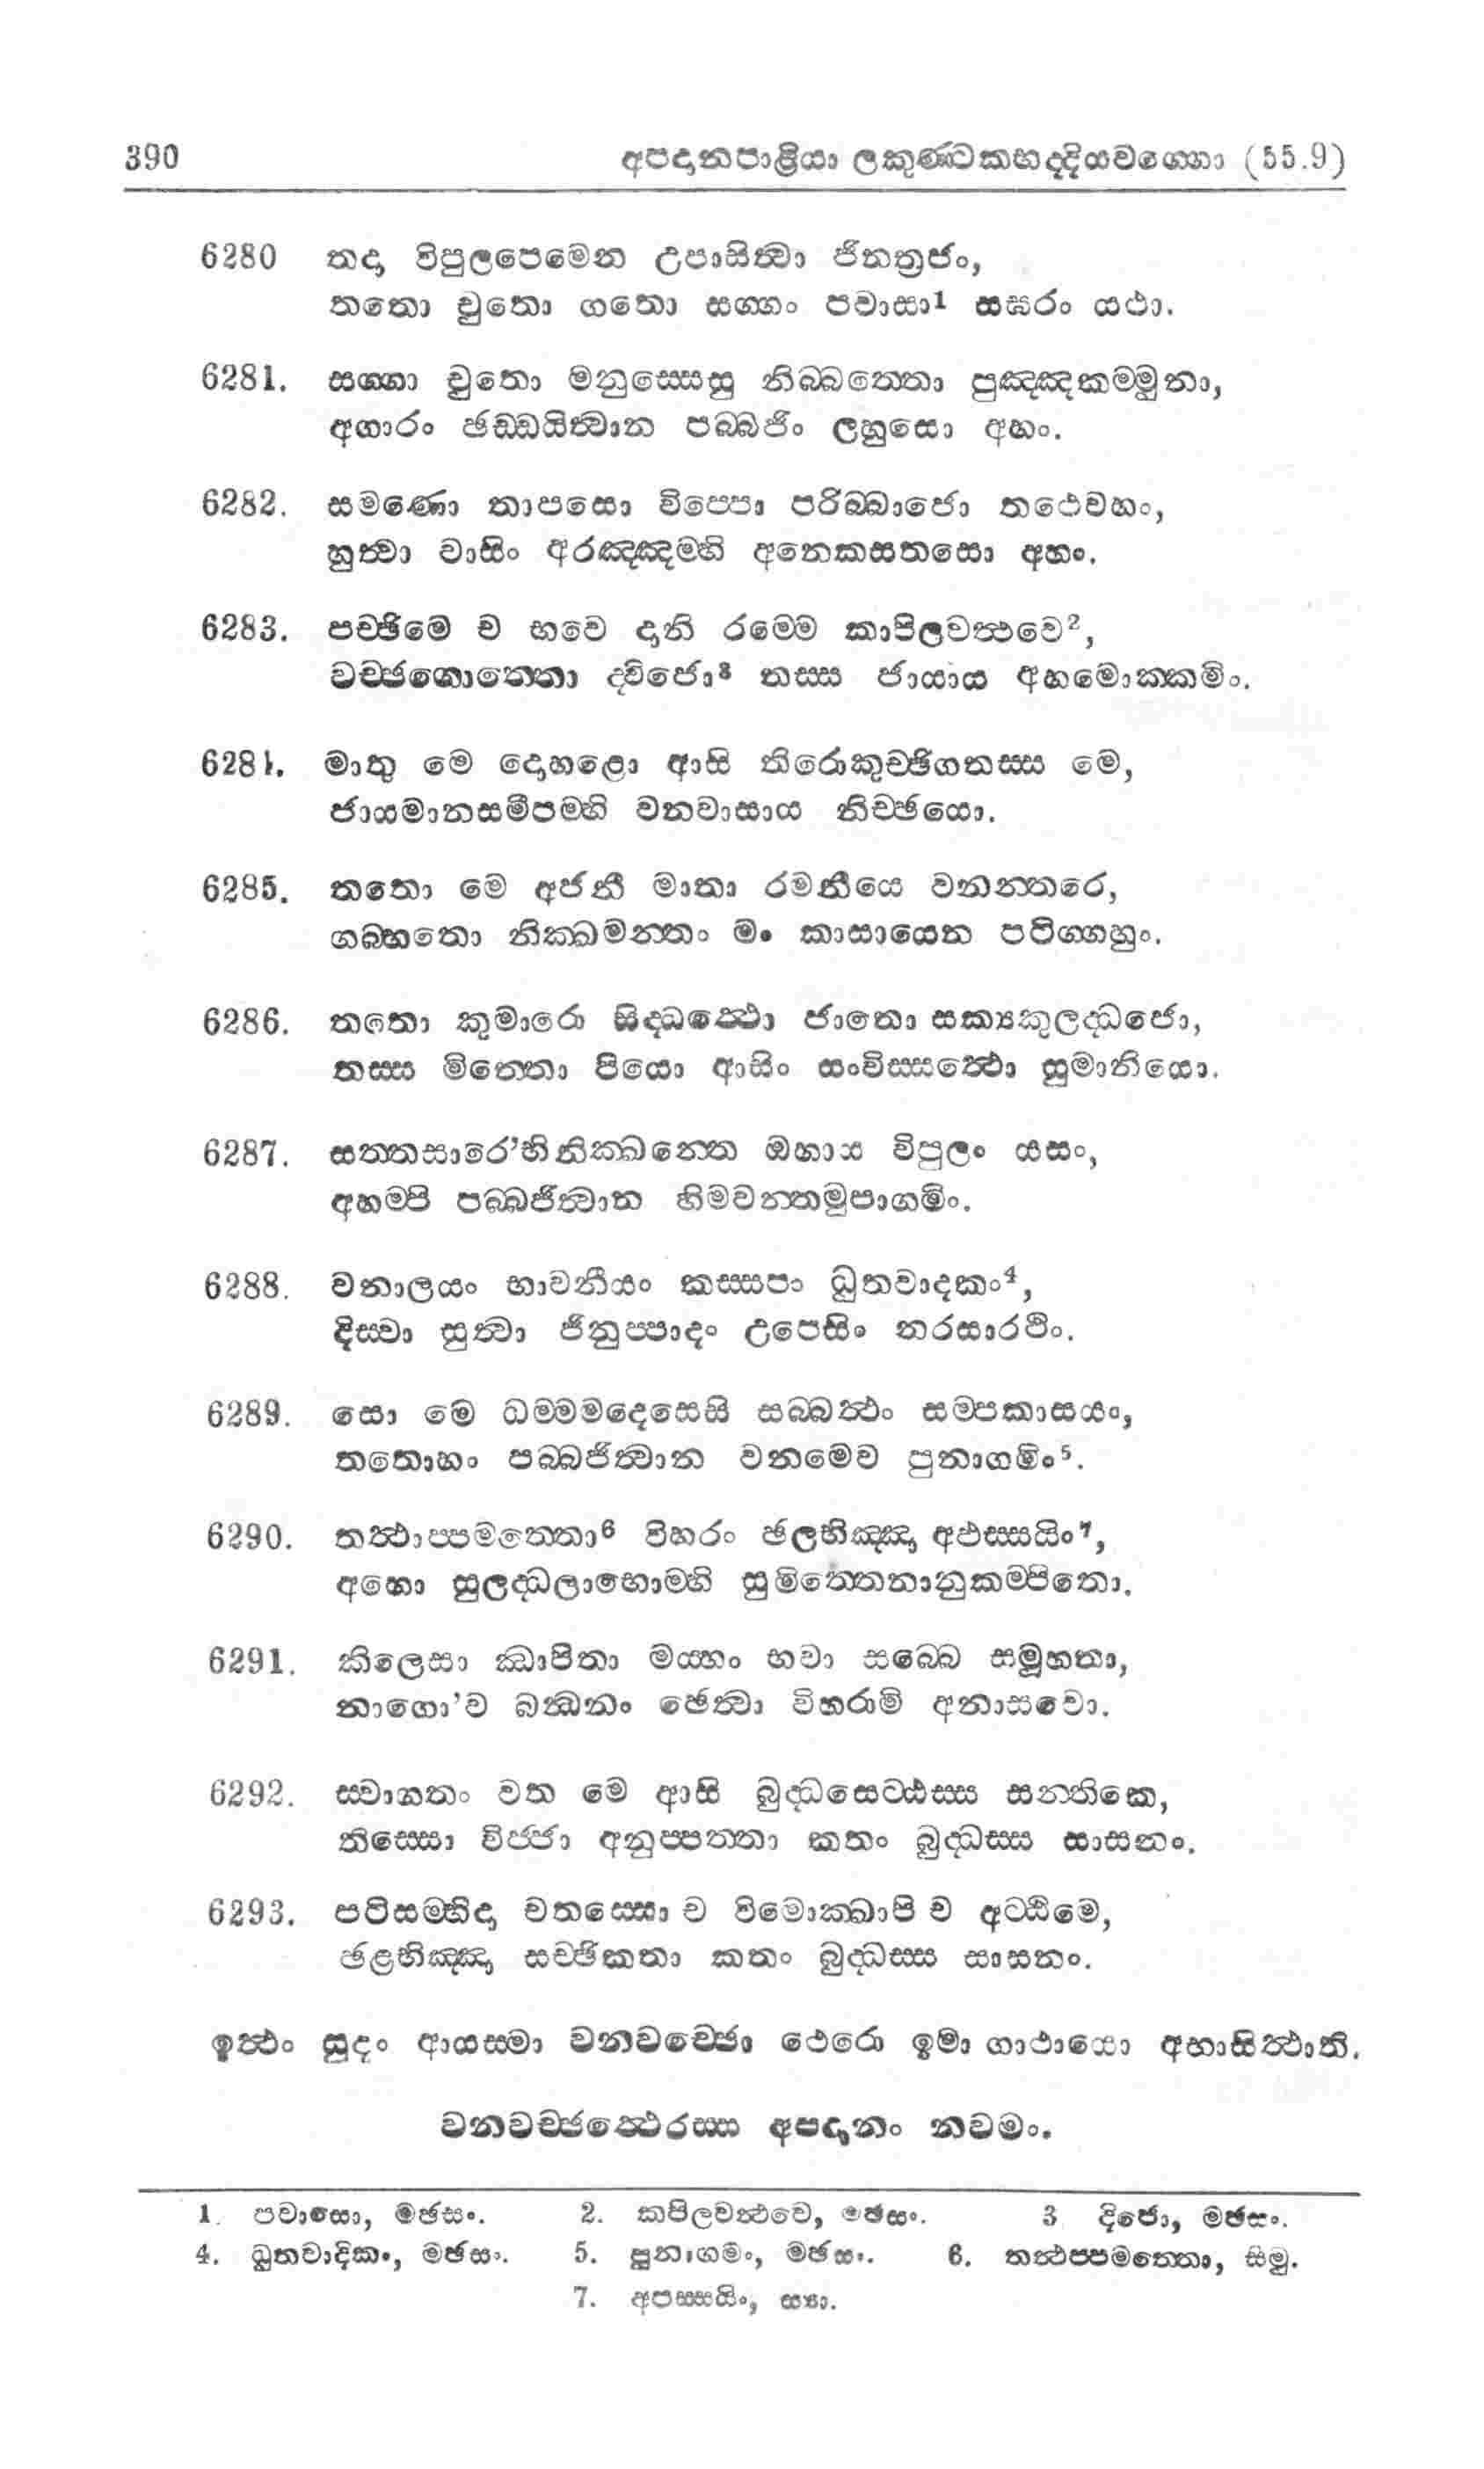 390 අපදානපාළියා ලකුණ්ටකභද්දියවග්ගො (55.9)
6280 තදා විපුලපෙමෙන උපාසිත්වා ජිනත්‍රජං,
තතො චුතො ගතො සග්ගං පවාසා1 සඝරං යථා.
6281. සග්ගා චුතො මනුස්සෙසු නිබ්බත්තො පුඤ්ඤකම්මුනා,
අගාරං ඡඩ්ඩයිත්වාන පබ්බජිං ලහුසො අහං.
6282. සමණො තාපසො විප්පො පරිබ්බාජො තථෙවහං,
හුත්වා වාසිං අරඤ්ඤම්හි අනෙකසතසො අහං.
6283. පච්ඡිමෙ ච භවෙ දානි රම්මෙ කාපිලවත්ථවෙ2,
වච්ඡගොත්තො ද්විජො3 තස්ස ජායාය අහමොක්කමිං.
6284. මාතු මෙ දොහළො ආසි තිරොකුච්ඡිගතස්ස මෙ,
ජායමානසමීපම්හි වනවාසාය නිච්ඡයො.
6285. තතො මෙ අජනී මාතා රමනීයෙ වනන්තරෙ,
ගබ්භතො නික්ඛමන්තං මං කාසායෙන පටිග්ගහුං.
6286. තතො කුමාරො සිද්ධත්ථො ජාතො සක්‍යකුලද්ධජො,
තස්ස මිත්තො පියො ආසිං සංවිස්සත්ථො සුමානියො.
6287. සත්තසාරෙ'භිනික්ඛන්තෙ ඔහාය විපුලං යසං,
අහම්පි පබ්බජිත්වාන හිමවන්තමුපාගමිං.
6288. වනාලයං භාවනීයං කස්සපං ධුතවාදකං4,
දිස්වා සුත්වා ජිනුප්පාදං උපෙසිං නරසාරථිං.
6289. සො මෙ ධම්මමදෙසෙසි සබ්බත්ථං සම්පකාසයං,
තතොහං පබ්බජිත්වාන වනමෙව පුනාගමිං5.
6290. තත්ථාප්පමත්තො6 විහරං ඡලභිඤ්ඤා අඵස්සයිං7,
අහො සුලද්ධලාභොම්හි සුමිත්තෙනානුකම්පිතො.
6291. කිලෙසා ඣාපිතා මය්හං භවා සබ්බෙ සමූහතා,
නාගො'ව බන්ධනං ඡෙත්වා විහරාමි අනාසවො.
6292. ස්වාගතං වත මෙ ආසි බුද්ධසෙට්ඨස්ස සන්තිකෙ,
තිස්සො විජ්ජා අනුප්පත්තා කතං බුද්ධස්ස සාසනං.
6293. පටිසම්භිදා චතස්සො ච විමොක්ඛාපි ච අට්ඨිමෙ,
ඡළභිඤ්ඤා සච්ඡිකතා කතං බුද්ධස්ස සාසනං.
ඉත්ථං සුදං ආයස්මා වනවච්ඡො ථෙරො ඉමා ගාථායො අභාසිත්ථාති.
වනවච්ඡත්ථෙරස්ස අපදානං නවමං.
1. පවාසො, මඡසං. 2. කපිලවත්ථවෙ, මඡසං. 3 දිජො, මඡසං.
4. ධුතවාදිකං, මඡසං. 5. පුනාගමං, මඡසං. 6. තත්ථප්පමත්තො, සිමු.
7. අපස්සයිං, ස්‍යා.